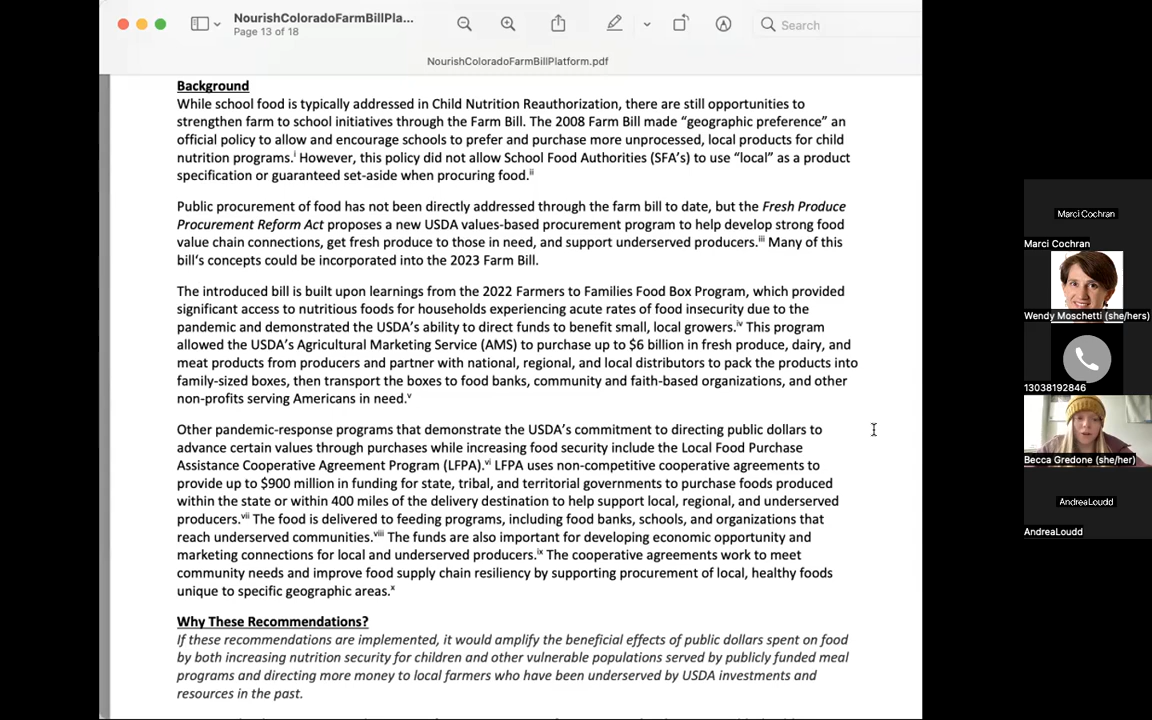 NourishColoradoFarmBillPla...
Page 13 of 18
Search
NourishColoradoFarmBillPlatform.pdf
Background
While school food is typically addressed in Child Nutrition Reauthorization, there are still opportunities to
strengthen farm to school initiatives through the Farm Bill. The 2008 Farm Bill made “geographic preference” an
official policy to allow and encourage schools to prefer and purchase more unprocessed, local products for child
nutrition programs.ⁱ However, this policy did not allow School Food Authorities (SFA’s) to use “local” as a product
specification or guaranteed set-aside when procuring food.ⁱⁱ
Public procurement of food has not been directly addressed through the farm bill to date, but the Fresh Produce
Procurement Reform Act proposes a new USDA values-based procurement program to help develop strong food
value chain connections, get fresh produce to those in need, and support underserved producers.ⁱⁱⁱ Many of this
bill’s concepts could be incorporated into the 2023 Farm Bill.
The introduced bill is built upon learnings from the 2022 Farmers to Families Food Box Program, which provided
significant access to nutritious foods for households experiencing acute rates of food insecurity due to the
pandemic and demonstrated the USDA’s ability to direct funds to benefit small, local growers.ⁱᵛ This program
allowed the USDA’s Agricultural Marketing Service (AMS) to purchase up to $6 billion in fresh produce, dairy, and
meat products from producers and partner with national, regional, and local distributors to pack the products into
family-sized boxes, then transport the boxes to food banks, community and faith-based organizations, and other
non-profits serving Americans in need.ᵛ
Other pandemic-response programs that demonstrate the USDA’s commitment to directing public dollars to
advance certain values through purchases while increasing food security include the Local Food Purchase
Assistance Cooperative Agreement Program (LFPA).ᵛⁱ LFPA uses non-competitive cooperative agreements to
provide up to $900 million in funding for state, tribal, and territorial governments to purchase foods produced
within the state or within 400 miles of the delivery destination to help support local, regional, and underserved
producers.ᵛⁱⁱ The food is delivered to feeding programs, including food banks, schools, and organizations that
reach underserved communities.ᵛⁱⁱⁱ The funds are also important for developing economic opportunity and
marketing connections for local and underserved producers.ⁱˣ The cooperative agreements work to meet
community needs and improve food supply chain resiliency by supporting procurement of local, healthy foods
unique to specific geographic areas.ˣ
Why These Recommendations?
If these recommendations are implemented, it would amplify the beneficial effects of public dollars spent on food
by both increasing nutrition security for children and other vulnerable populations served by publicly funded meal
programs and directing more money to local farmers who have been underserved by USDA investments and
resources in the past.
Marci Cochran
Marci Cochran
Wendy Moschetti (she/hers)
13038192846
Becca Gredone (she/her)
AndreaLoudd
AndreaLoudd